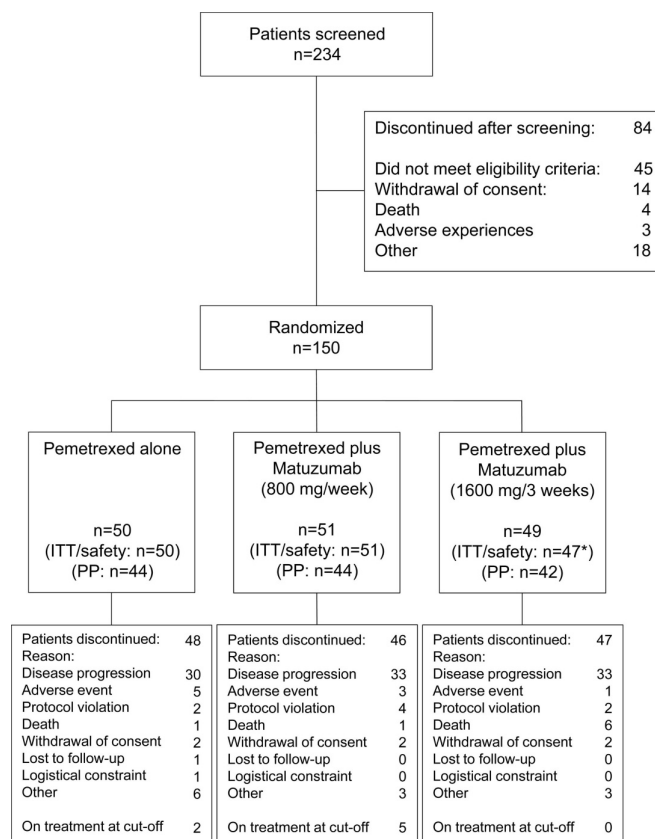 Patients screened
n=234
Discontinued after screening: 84
Did not meet eligibility criteria: 45
Withdrawal of consent: 14
Death 4
Adverse experiences 3
Other 18
Randomized
n=150
Pemetrexed alone
n=50
(ITT/safety: n=50)
(PP: n=44)
Pemetrexed plus
Matuzumab
(800 mg/week)
n=51
(ITT/safety: n=51)
(PP: n=44)
Pemetrexed plus
Matuzumab
(1600 mg/3 weeks)
n=49
(ITT/safety: n=47*)
(PP: n=42)
Patients discontinued: 48
Reason:
Disease progression 30
Adverse event 5
Protocol violation 2
Death 1
Withdrawal of consent 2
Lost to follow-up 1
Logistical constraint 1
Other 6
On treatment at cut-off 2
Patients discontinued: 46
Reason:
Disease progression 33
Adverse event 3
Protocol violation 4
Death 1
Withdrawal of consent 2
Lost to follow-up 0
Logistical constraint 0
Other 3
On treatment at cut-off 5
Patients discontinued: 47
Reason:
Disease progression 33
Adverse event 1
Protocol violation 2
Death 6
Withdrawal of consent 2
Lost to follow-up 0
Logistical constraint 0
Other 3
On treatment at cut-off 0